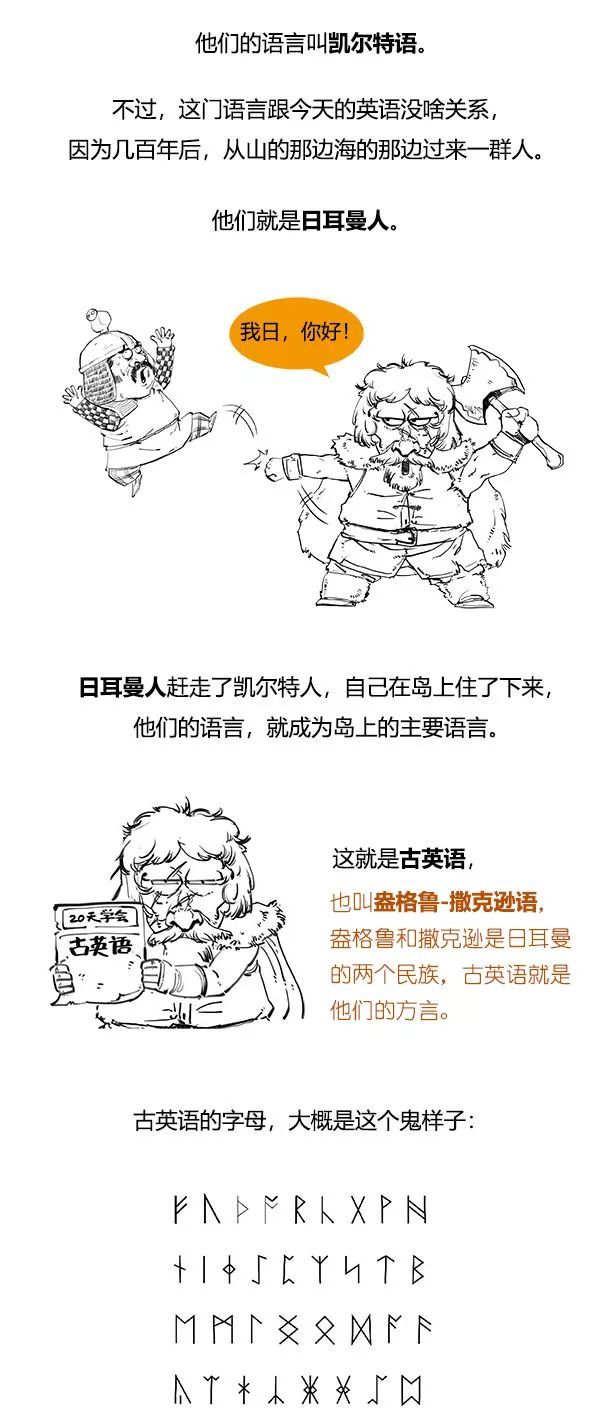 他们的语言叫凯尔特语。
不过，这门语言跟今天的英语没啥关系，
因为几百年后，从山的那边海的那边过来一群人。
他们就是日耳曼人。
我日，你好！
日耳曼人赶走了凯尔特人，自己在岛上住了下来，
他们的语言，就成为岛上的主要语言。
20天学会
古英语
这就是古英语，
也叫盎格鲁-撒克逊语，
盎格鲁和撒克逊是日耳曼
的两个民族，古英语就是
他们的方言。
古英语的字母，大概是这个鬼样子：
ᚠ ᚢ ᚦ ᚩ ᚱ ᚳ ᚷ ᚹ ᚻ
ᚾ ᛁ ᛄ ᛇ ᛈ ᛉ ᛋ ᛏ ᛒ
ᛖ ᛗ ᛚ ᛝ ᛟ ᛞ ᚪ ᚫ
ᚣ ᛠ ᛡ ᛣ ᛤ ᚸ ᛢ ᛥ